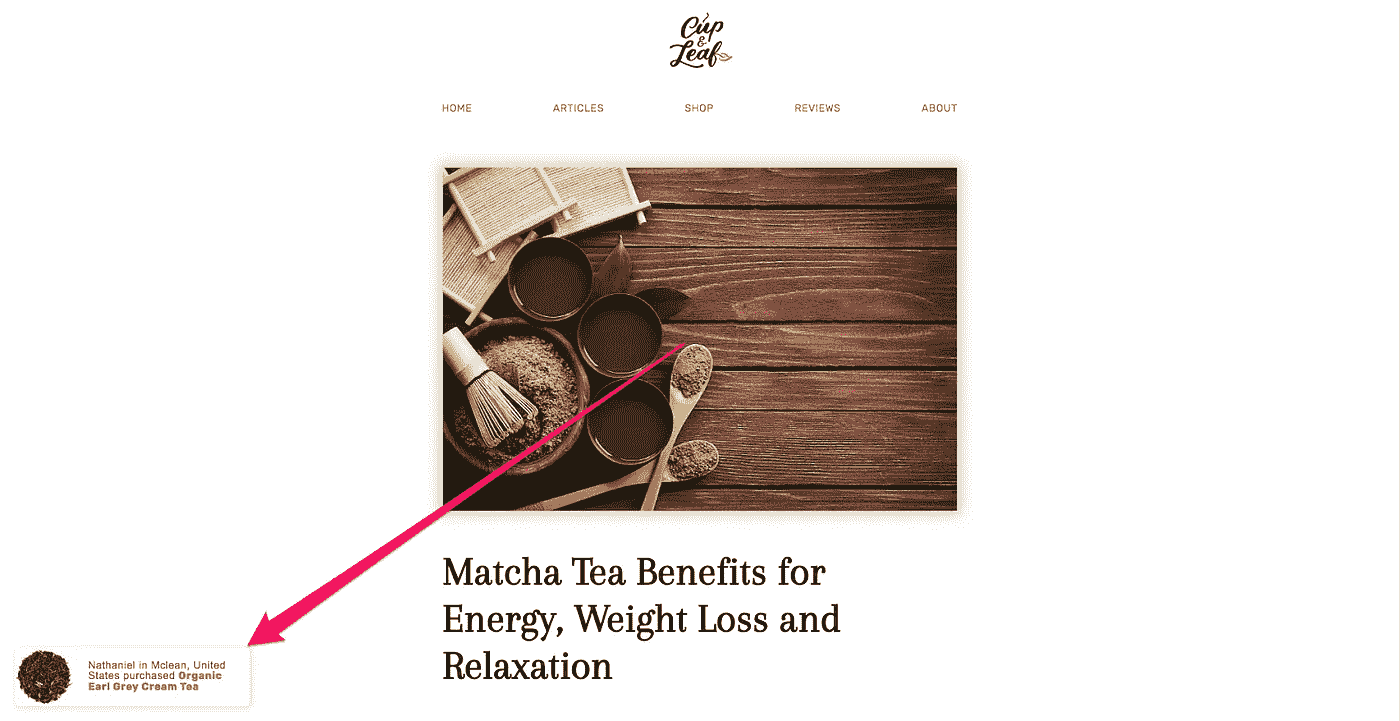 Cup
&
Leaf
HOME ARTICLES SHOP REVIEWS ABOUT
Matcha Tea Benefits for
Energy, Weight Loss and
Relaxation
Nathaniel in Mclean, United
States purchased Organic
Earl Grey Cream Tea